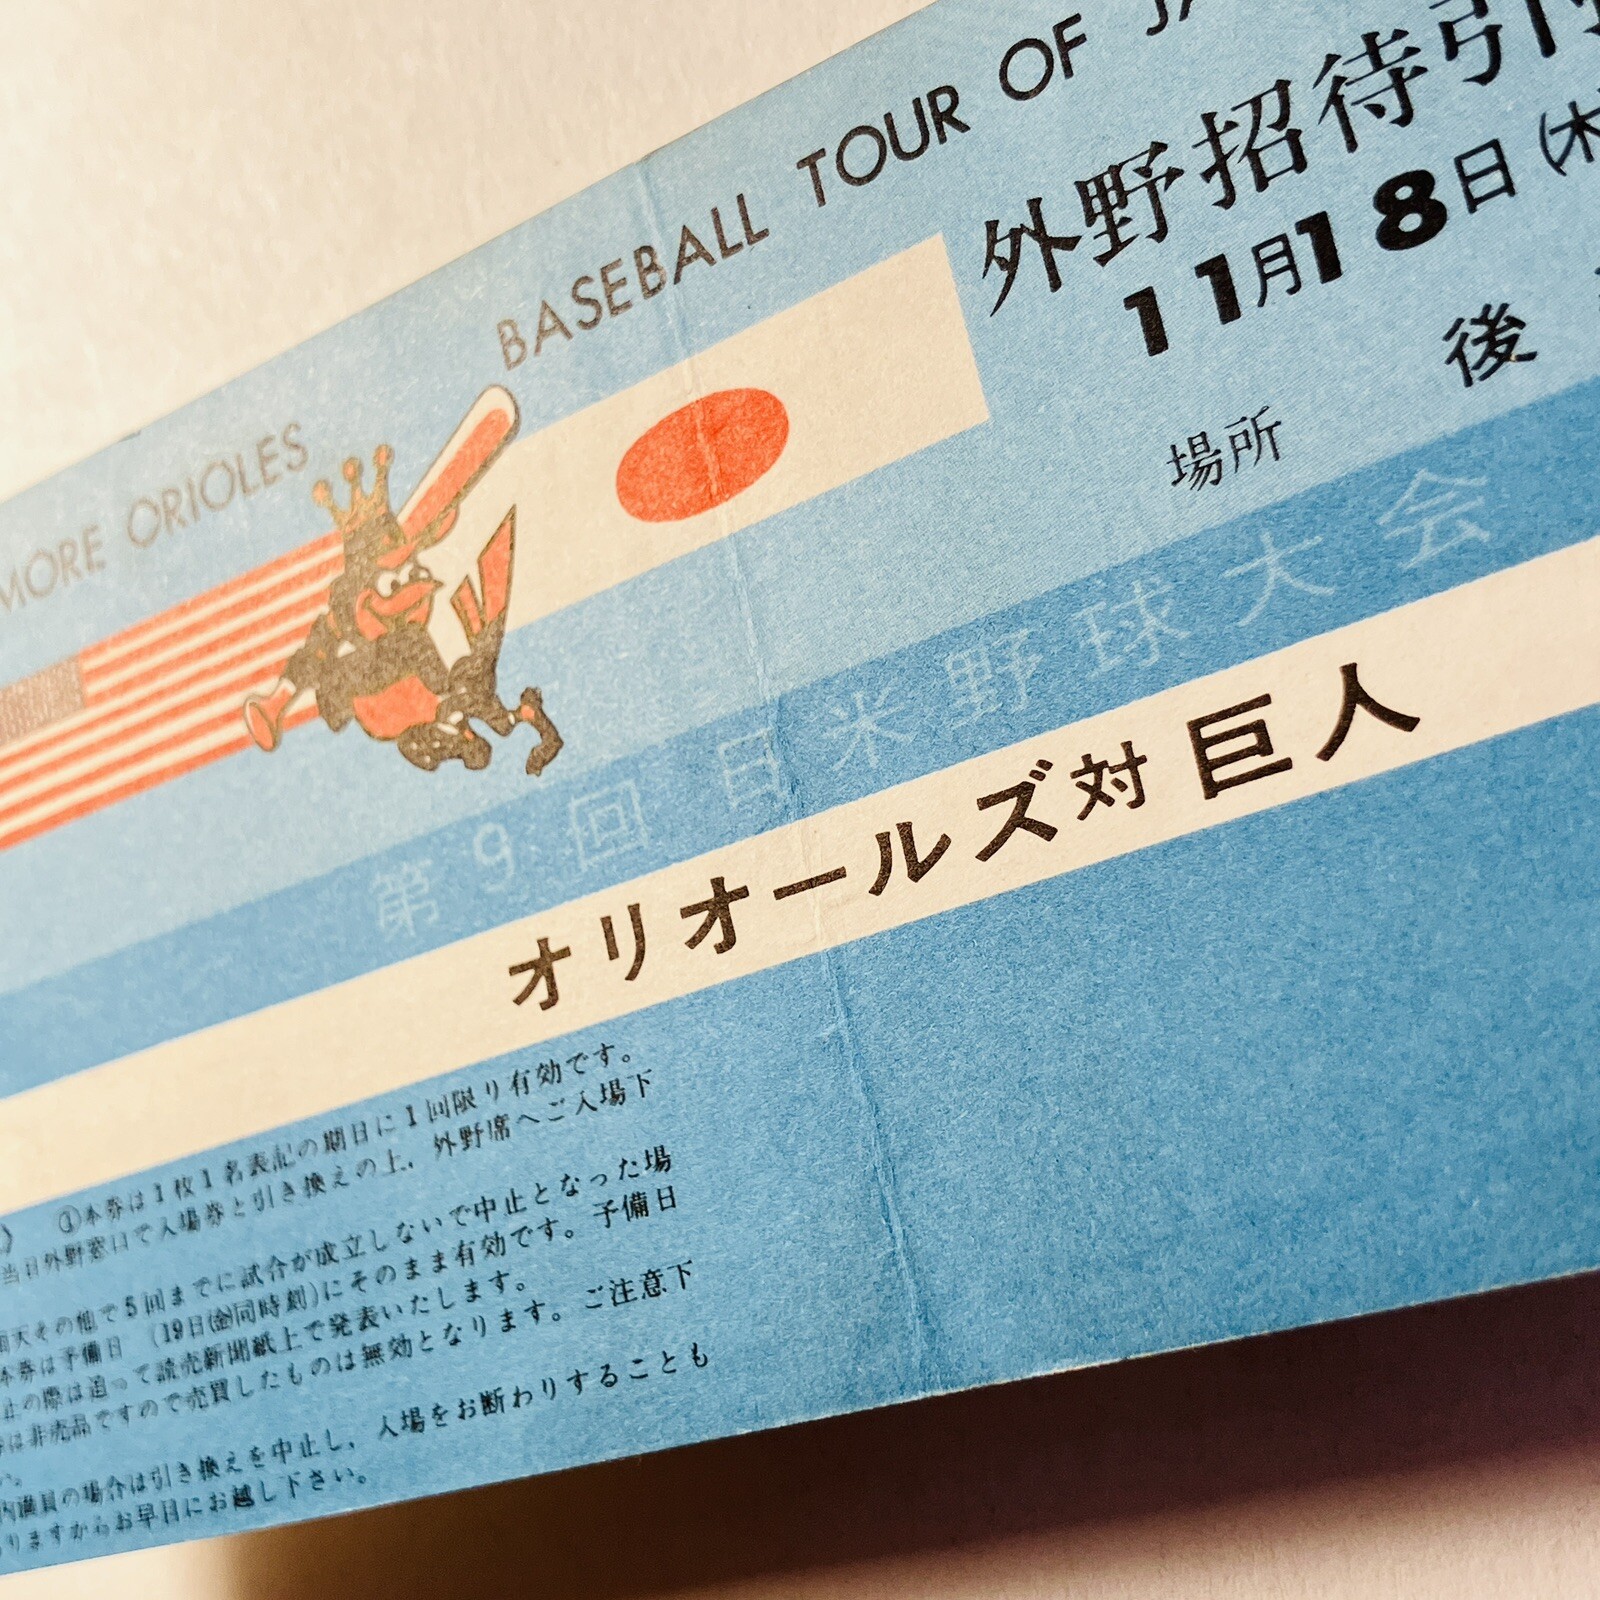 MORE ORIOLES
BASEBALL TOUR OF JA
外野招待引
11月18日(木
場所 後
第9回日米野球大会
オリオールズ対巨人
①本券は1枚1名表記の期日に1回限り有効です。
当日外野窓口で入場券と引き換えの上、外野席へご入場下
天その他で5回までに試合が成立しないで中止となった場
本券は予備日 (19日(金)同時刻)にそのまま有効です。予備日
止の際は追って読売新聞紙上で発表いたします。
は非売品ですので売買したものは無効となります。ご注意下
い。
内満員の場合は引き換えを中止し、入場をお断わりすることも
りますからお早目にお越し下さい。